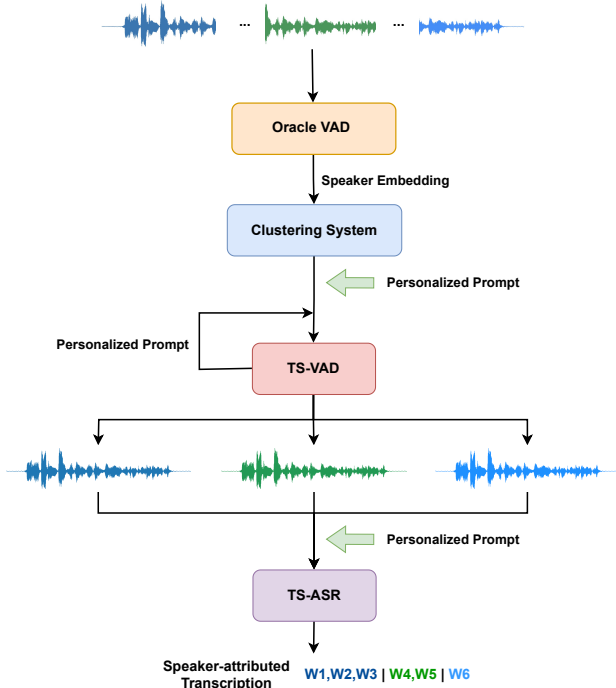 ... ...
Oracle VAD
Speaker Embedding
Clustering System
Personalized Prompt
Personalized Prompt
TS-VAD
Personalized Prompt
TS-ASR
Speaker-attributed
Transcription W1,W2,W3 | W4,W5 | W6